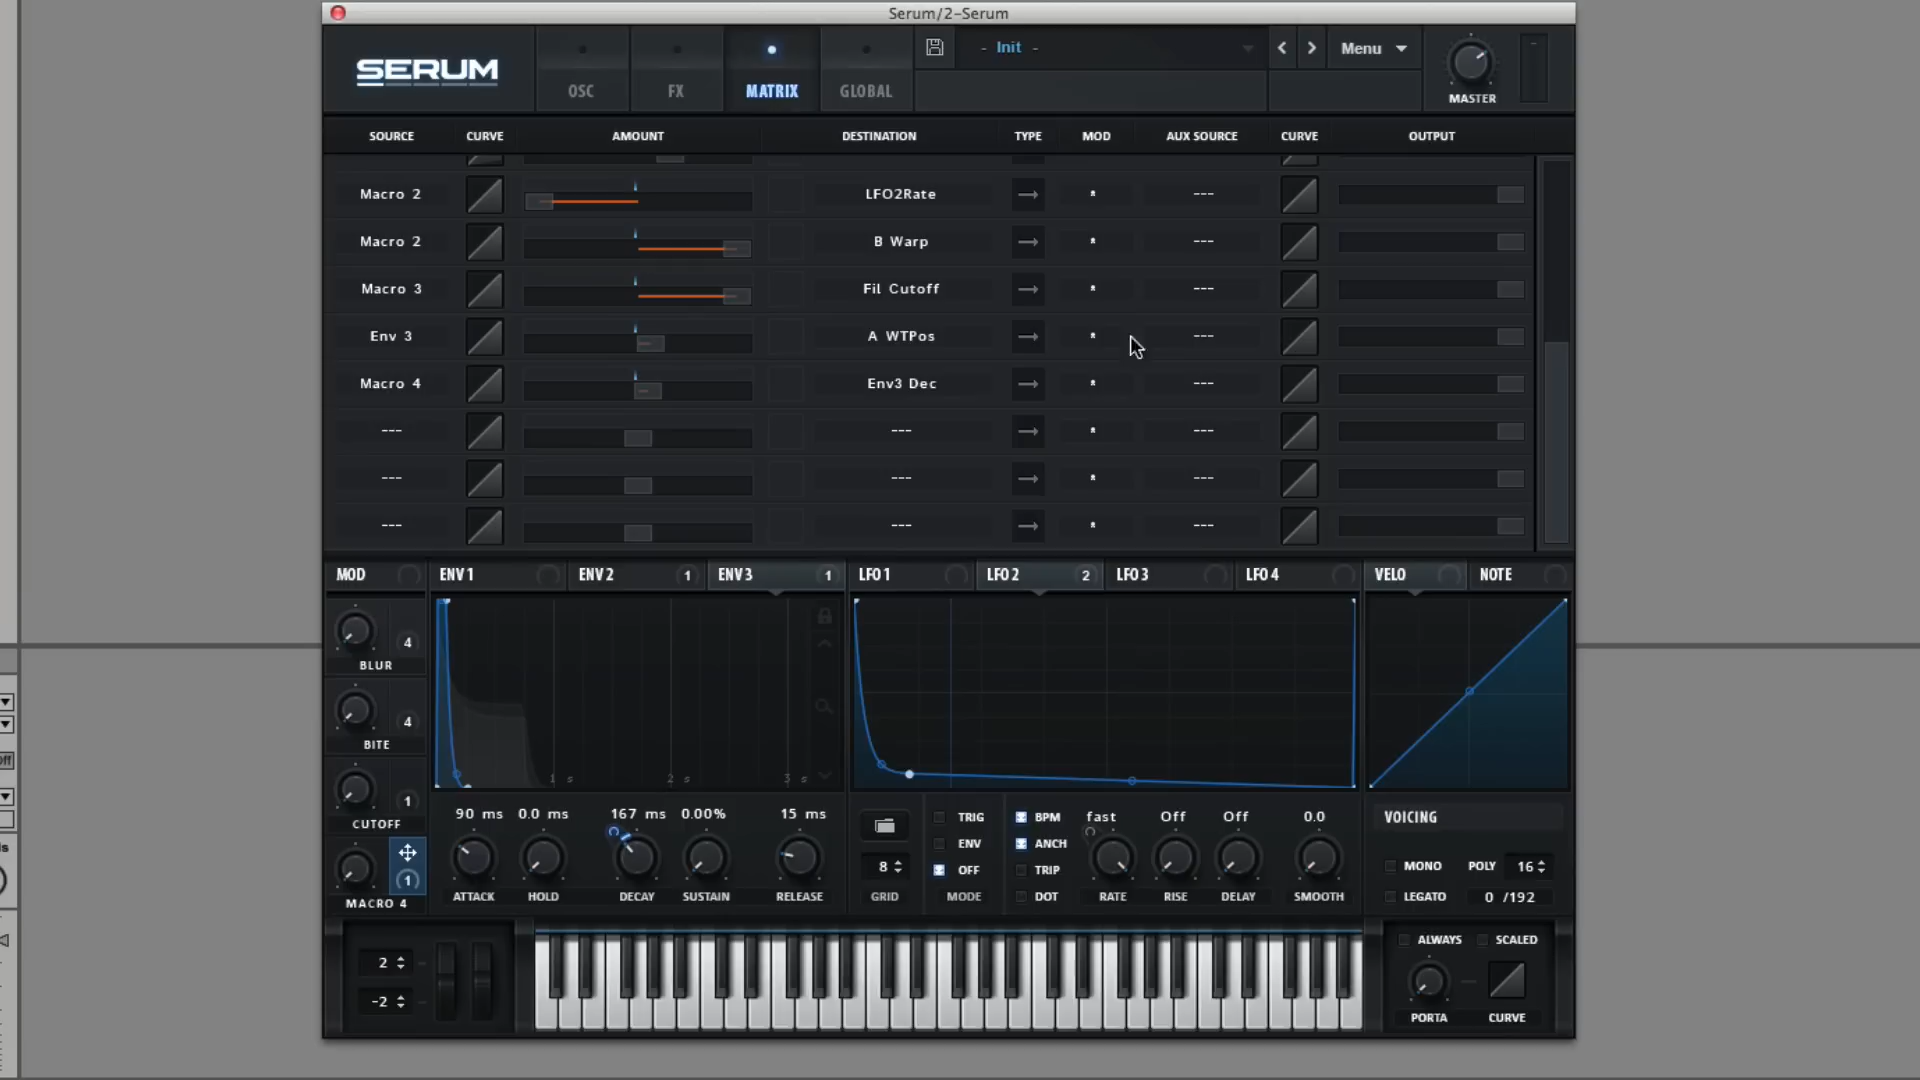 Serum/2-Serum
SERUM
OSC
FX
MATRIX
GLOBAL
- Init -
Menu
MASTER
SOURCE CURVE AMOUNT DESTINATION TYPE MOD AUX SOURCE CURVE OUTPUT
Macro 2 LFO2Rate * ---
Macro 2 B Warp * ---
Macro 3 Fil Cutoff * ---
Env 3 A WTPos * ---
Macro 4 Env3 Dec * ---
--- --- * ---
--- --- * ---
--- --- * ---
MOD ENV 1 ENV 2 1 ENV 3 1 LFO 1 LFO 2 2 LFO 3 LFO 4 VELO NOTE
4
BLUR
4
BITE
1
CUTOFF
1
MACRO 4
1 s 2 s 3 s
90 ms 0.0 ms 167 ms 0.00% 15 ms
ATTACK HOLD DECAY SUSTAIN RELEASE
8
GRID
TRIG
ENV
OFF
MODE
BPM
ANCH
TRIP
DOT
fast Off Off 0.0
RATE RISE DELAY SMOOTH
VOICING
MONO POLY 16
LEGATO 0 /192
2
-2
ALWAYS SCALED
PORTA CURVE